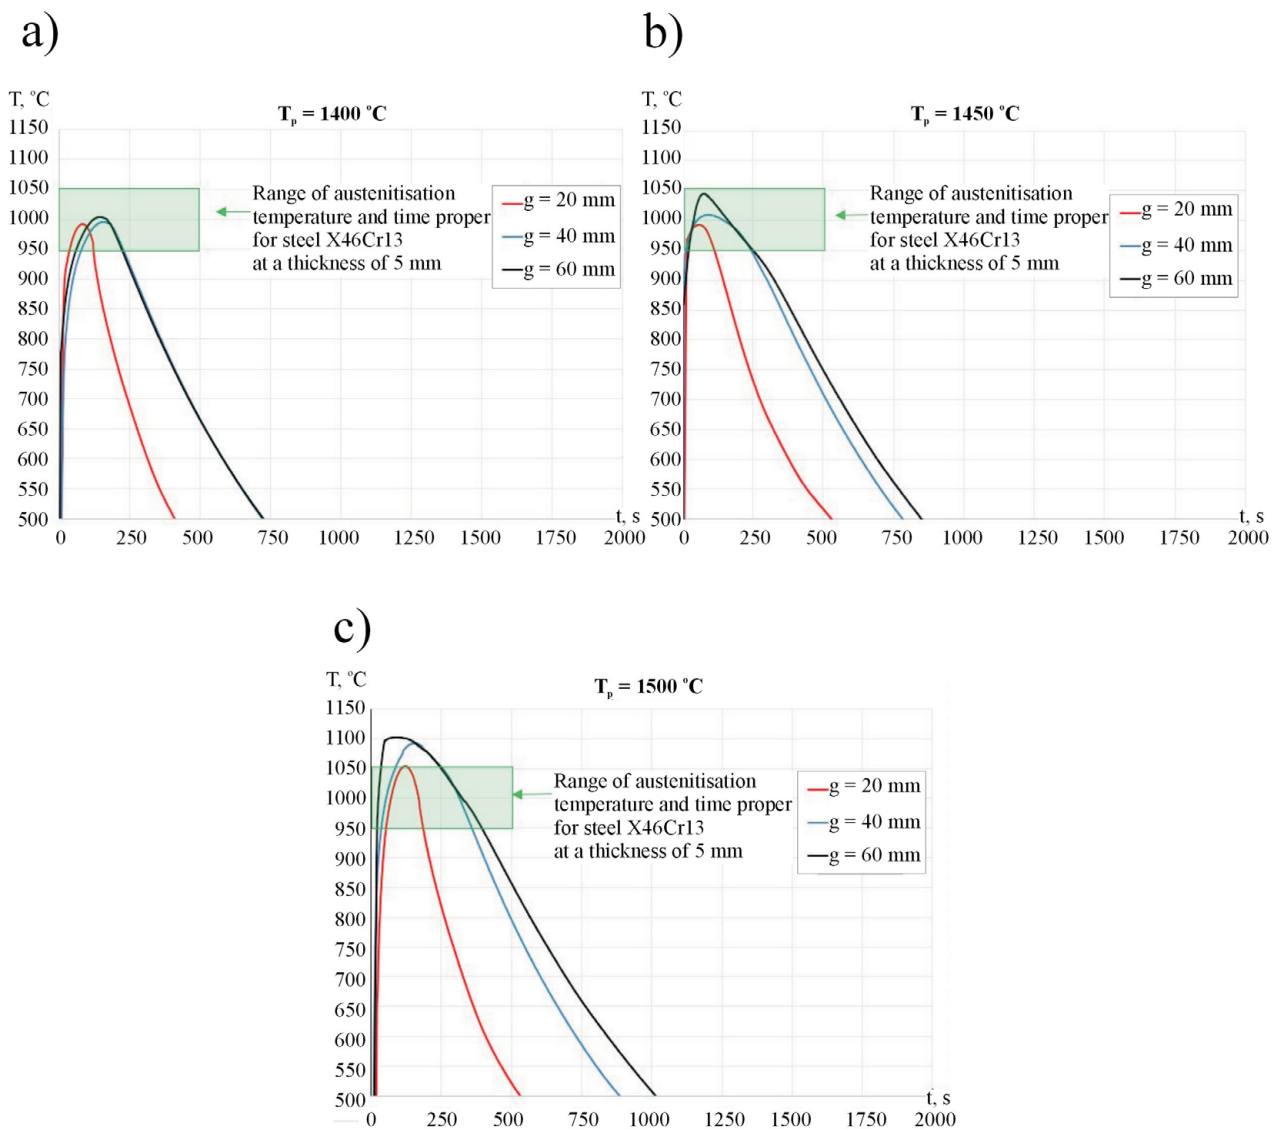 a)
T, °C
Tp = 1400 °C
1150
1100
1050
1000
950
900
850
800
750
700
650
600
550
500
Range of austenitisation
temperature and time proper
for steel X46Cr13
at a thickness of 5 mm
g = 20 mm
g = 40 mm
g = 60 mm
t, s
0 250 500 750 1000 1250 1500 1750 2000
b)
T, °C
Tp = 1450 °C
1150
1100
1050
1000
950
900
850
800
750
700
650
600
550
500
Range of austenitisation
temperature and time proper
for steel X46Cr13
at a thickness of 5 mm
g = 20 mm
g = 40 mm
g = 60 mm
t, s
0 250 500 750 1000 1250 1500 1750 2000
c)
T, °C
Tp = 1500 °C
1150
1100
1050
1000
950
900
850
800
750
700
650
600
550
500
Range of austenitisation
temperature and time proper
for steel X46Cr13
at a thickness of 5 mm
g = 20 mm
g = 40 mm
g = 60 mm
t, s
0 250 500 750 1000 1250 1500 1750 2000